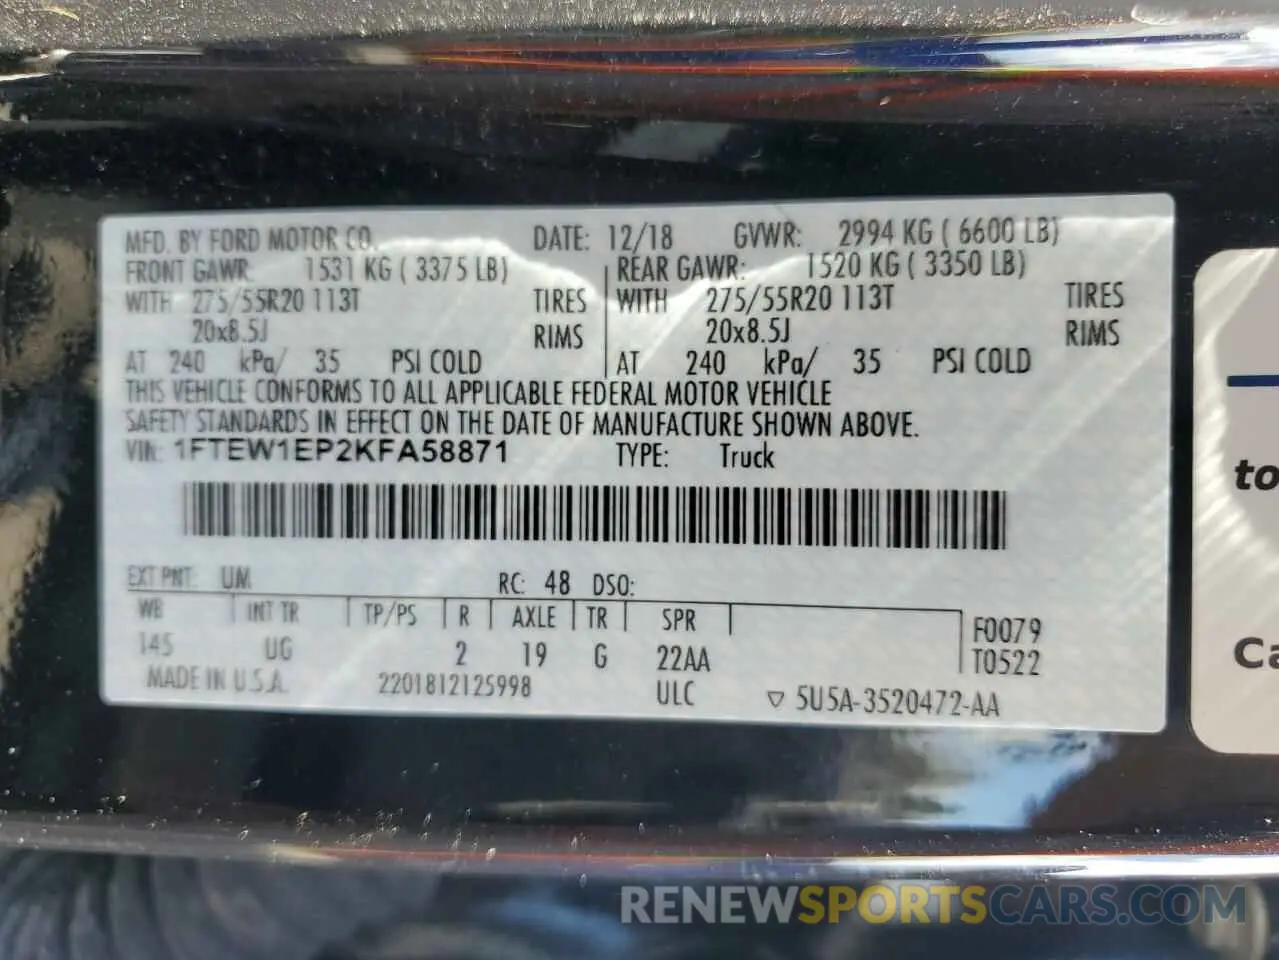 MFD. BY FORD MOTOR CO. DATE: 12/18 GVWR: 2994 KG ( 6600 LB)
FRONT GAWR: 1531 KG ( 3375 LB) REAR GAWR: 1520 KG ( 3350 LB)
WITH 275/55R20 113T TIRES WITH 275/55R20 113T TIRES
20x8.5J RIMS 20x8.5J RIMS
AT 240 kPa/ 35 PSI COLD AT 240 kPa/ 35 PSI COLD
THIS VEHICLE CONFORMS TO ALL APPLICABLE FEDERAL MOTOR VEHICLE
SAFETY STANDARDS IN EFFECT ON THE DATE OF MANUFACTURE SHOWN ABOVE.
VIN: 1FTEW1EP2KFA58871 TYPE: Truck
EXT PNT: UM RC: 48 DSO:
WB INT TR TP/PS R AXLE TR SPR F0079
145 UG 2 19 G 22AA T0522
MADE IN U.S.A. 2201812125998 ULC ▽ 5U5A-3520472-AA
to
Ca
RENEWSPORTSCARS.COM